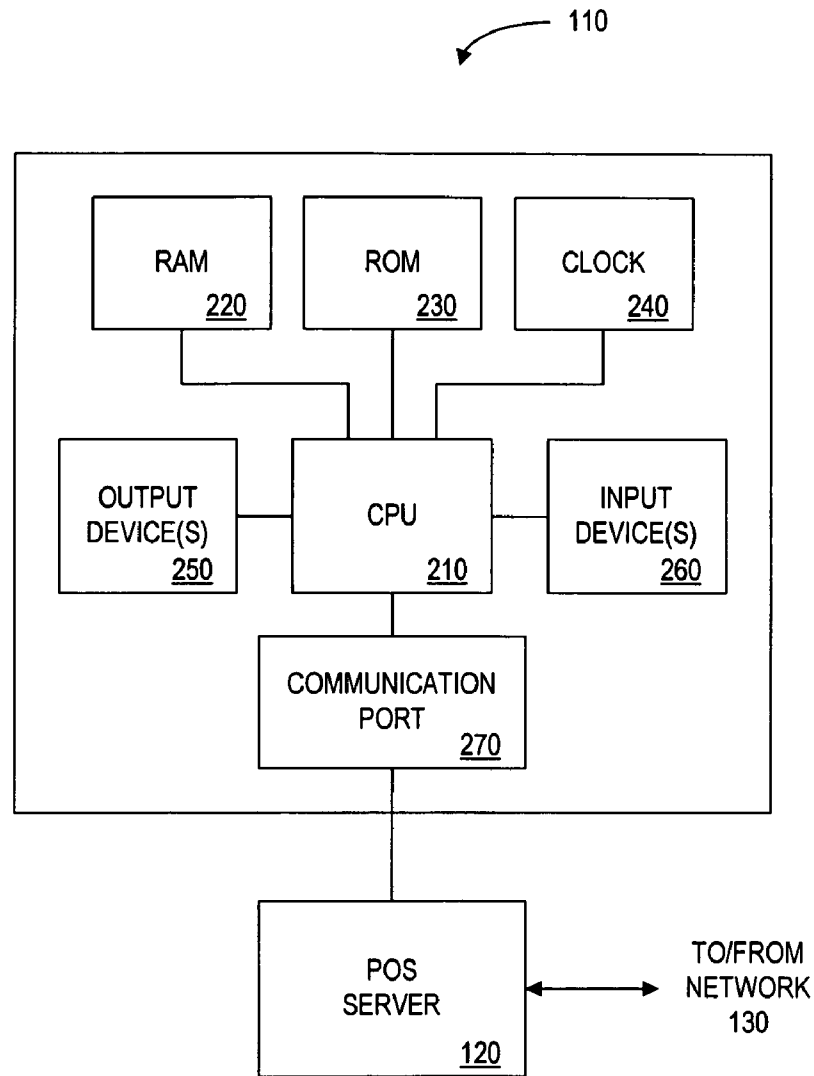 110
RAM
220
ROM
230
CLOCK
240
OUTPUT
DEVICE(S)
250
CPU
210
INPUT
DEVICE(S)
260
COMMUNICATION
PORT
270
POS
SERVER
120
TO/FROM
NETWORK
130